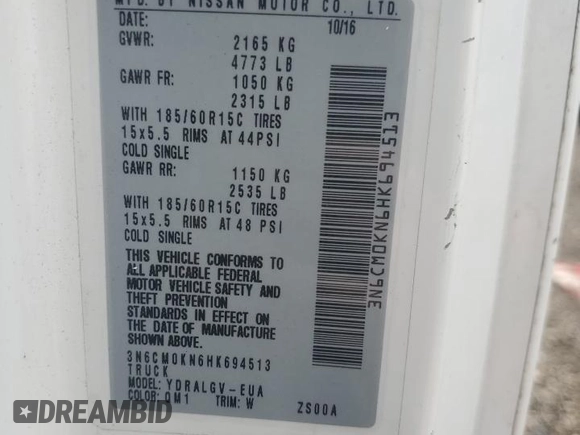 MFD. BY NISSAN MOTOR CO., LTD.
DATE: 10/16
GVWR: 2165 KG
4773 LB
GAWR FR: 1050 KG
2315 LB
WITH 185/60R15C TIRES
15x5.5 RIMS AT 44PSI
COLD SINGLE
GAWR RR: 1150 KG
2535 LB
WITH 185/60R15C TIRES
15x5.5 RIMS AT 48 PSI
COLD SINGLE
THIS VEHICLE CONFORMS TO
ALL APPLICABLE FEDERAL
MOTOR VEHICLE SAFETY AND
THEFT PREVENTION
STANDARDS IN EFFECT ON
THE DATE OF MANUFACTURE
SHOWN ABOVE
3N6CM0KN6HK694513
TRUCK
MODEL: YDRALGV-EUA
COLOR: QM1 TRIM: W ZS00A
3N6CM0KN6HK694513
DREAMBID